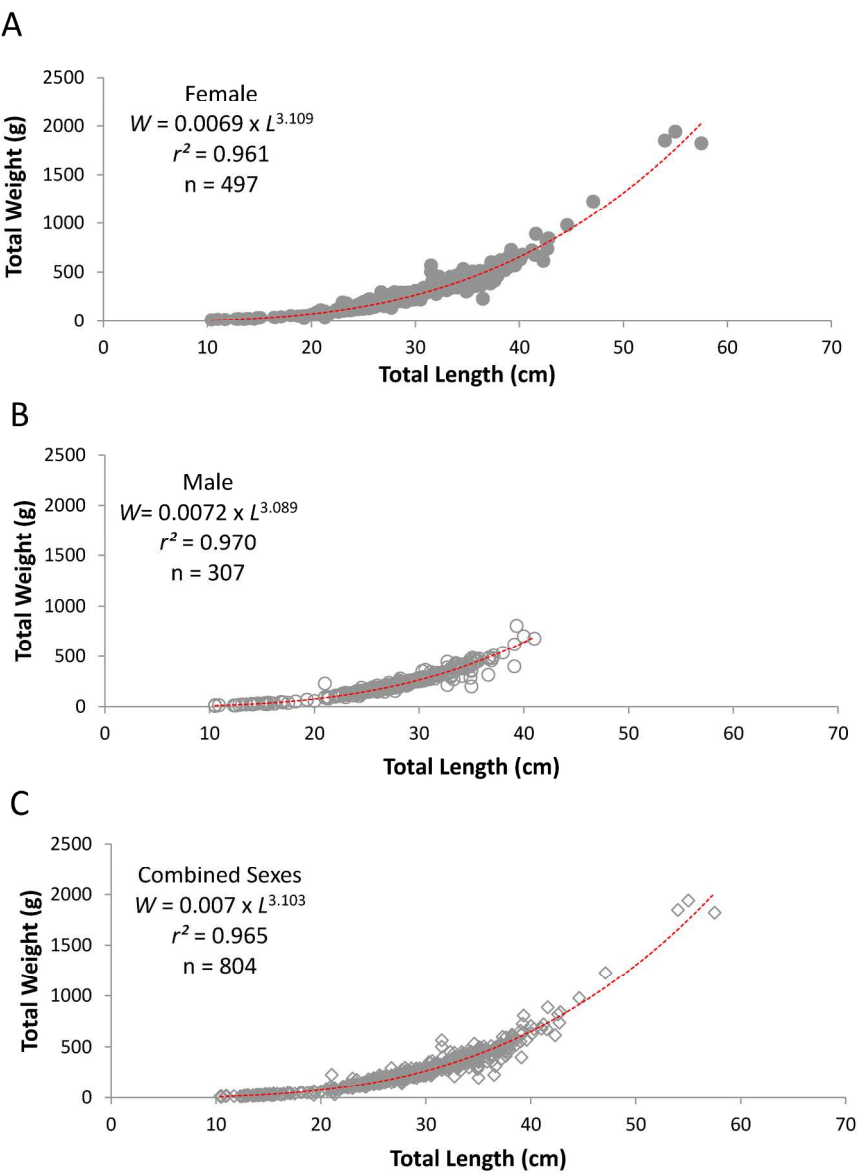 A
2500
Female
W = 0.0069 x L^3.109
2000
r² = 0.961
n = 497
1500
1000
500
0
Total Weight (g)
0 10 20 30 40 50 60 70
Total Length (cm)
B
2500
Male
W= 0.0072 x L^3.089
2000
r² = 0.970
n = 307
1500
1000
500
0
Total Weight (g)
0 10 20 30 40 50 60 70
Total Length (cm)
C
2500
Combined Sexes
W = 0.007 x L^3.103
2000
r² = 0.965
n = 804
1500
1000
500
0
Total Weight (g)
0 10 20 30 40 50 60 70
Total Length (cm)